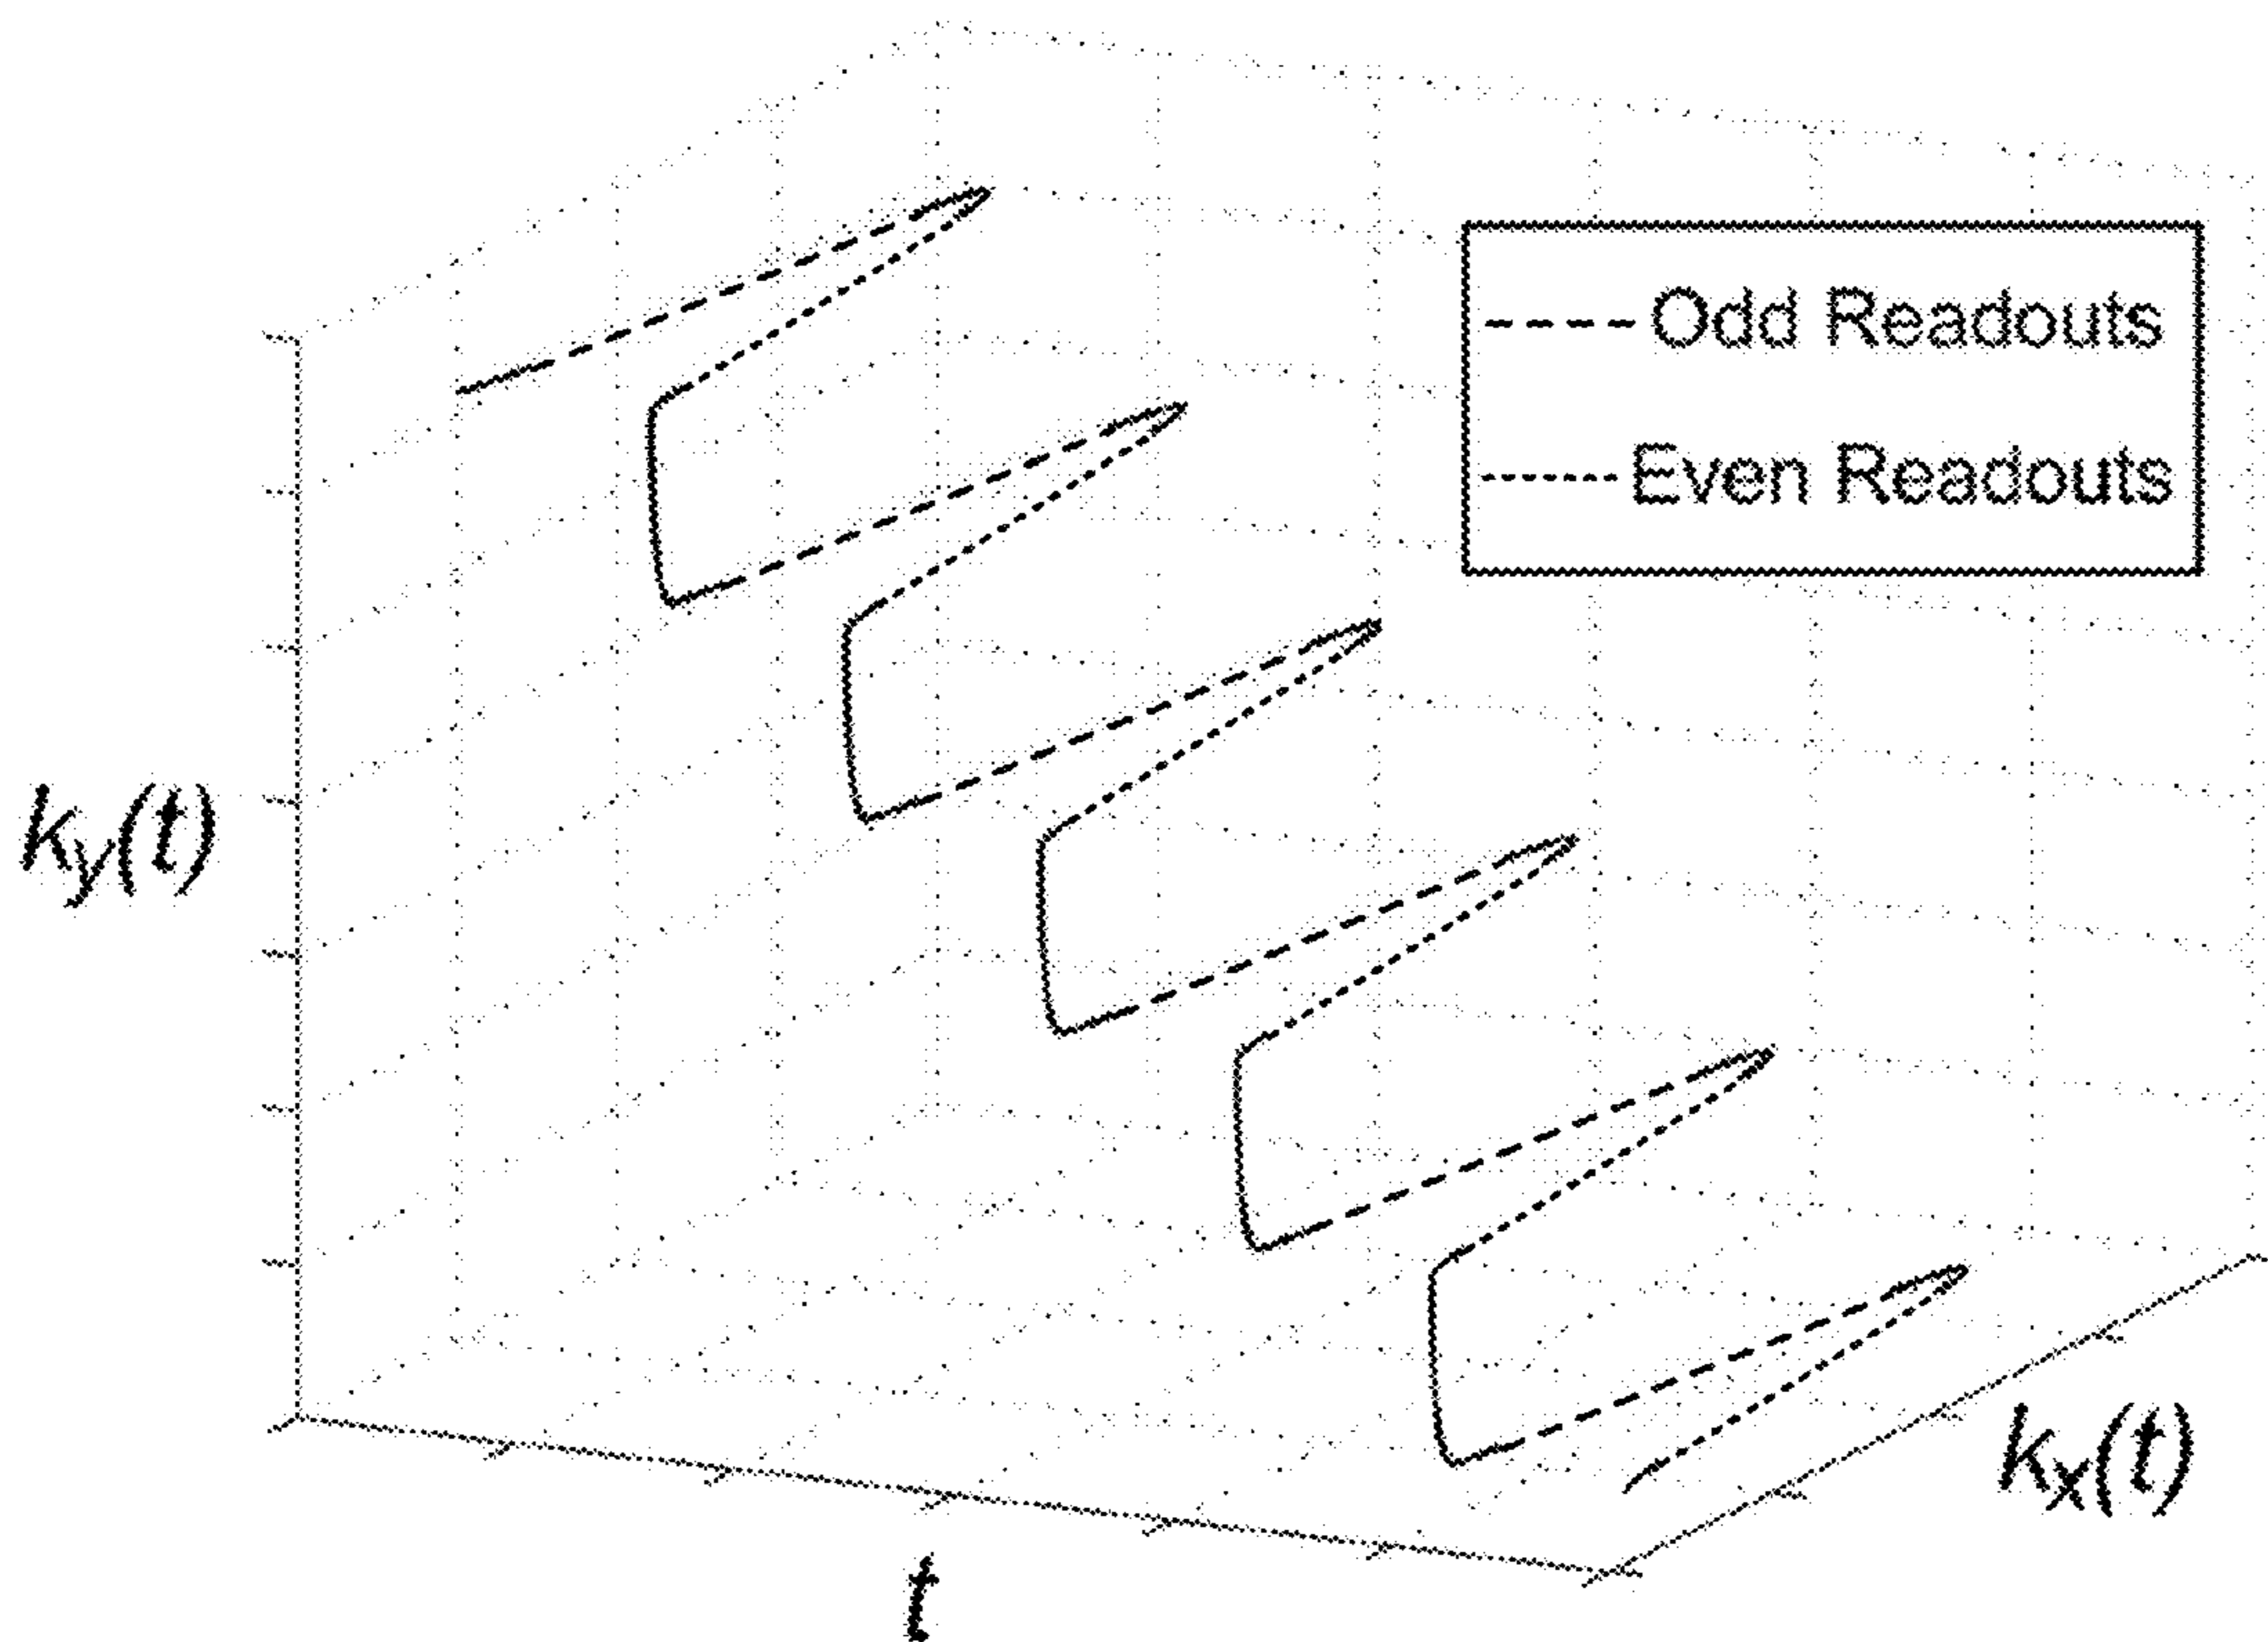 Odd Readouts
Even Readouts
ky(t)
kx(t)
t